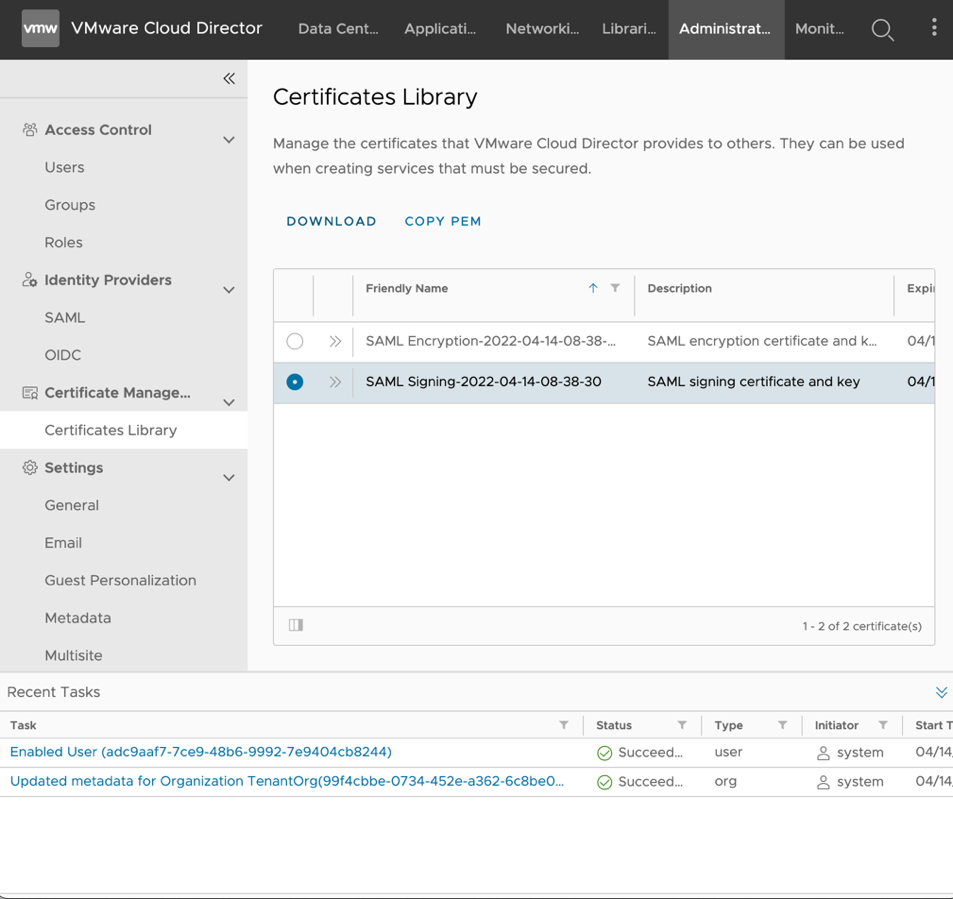 vmw VMware Cloud Director Data Cent... Applicati... Networki... Librari... Administrat... Monit...
Access Control
Users
Groups
Roles
Identity Providers
SAML
OIDC
Certificate Manage...
Certificates Library
Settings
General
Email
Guest Personalization
Metadata
Multisite
Certificates Library
Manage the certificates that VMware Cloud Director provides to others. They can be used
when creating services that must be secured.
DOWNLOAD COPY PEM
Friendly Name Description Expi
SAML Encryption-2022-04-14-08-38-... SAML encryption certificate and k... 04/1
SAML Signing-2022-04-14-08-38-30 SAML signing certificate and key 04/1
1 - 2 of 2 certificate(s)
Recent Tasks
Task Status Type Initiator Start T
Enabled User (adc9aaf7-7ce9-48b6-9992-7e9404cb8244) Succeed... user system 04/14
Updated metadata for Organization TenantOrg(99f4cbbe-0734-452e-a362-6c8be0... Succeed... org system 04/14